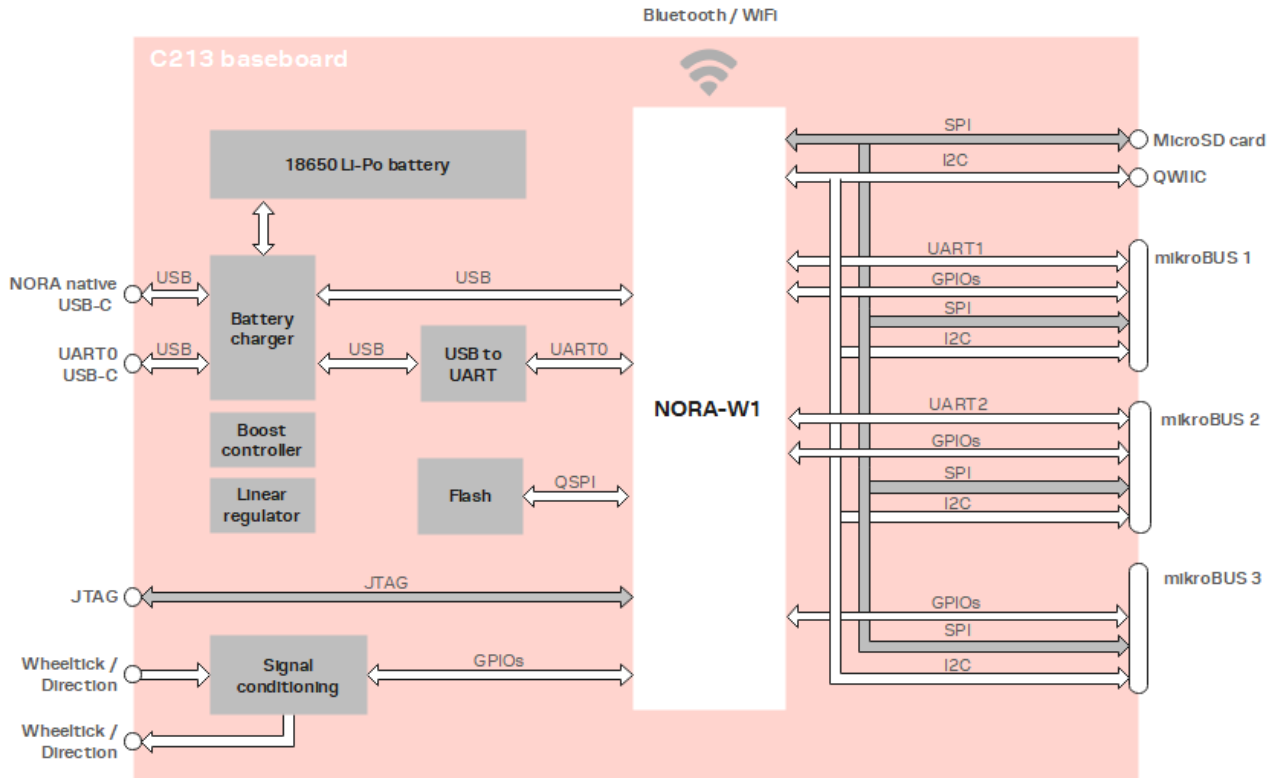 Bluetooth / WiFi
C213 baseboard
18650 Li-Po battery
NORA native
USB-C
USB
UART0
USB-C
USB
Battery
charger
USB
USB
USB to
UART
UART0
Boost
controller
Linear
regulator
Flash
QSPI
JTAG
JTAG
Wheeltick /
Direction
Signal
conditioning
GPIOs
Wheeltick /
Direction
NORA-W1
SPI
MicroSD card
I2C
QWIIC
UART1
mikroBUS 1
GPIOs
SPI
I2C
UART2
mikroBUS 2
GPIOs
SPI
I2C
mikroBUS 3
GPIOs
SPI
I2C